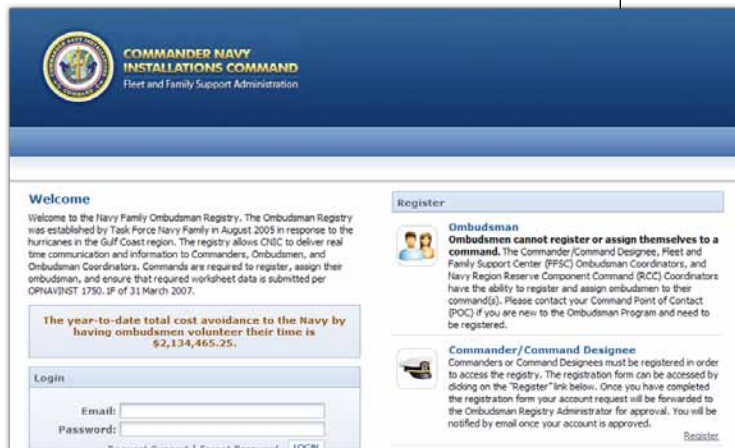 COMMANDER NAVY
INSTALLATIONS COMMAND
Fleet and Family Support Administration
Welcome
Welcome to the Navy Family Ombudsman Registry. The Ombudsman Registry
was established by Task Force Navy Family in August 2005 in response to the
hurricanes in the Gulf Coast region. The registry allows CNIC to deliver real
time communication and information to Commanders, Ombudsmen, and
Ombudsman Coordinators. Commands are required to register, assign their
ombudsman, and ensure that required worksheet data is submitted per
OPNAVINST 1750.1F of 31 March 2007.
The year-to-date total cost avoidance to the Navy by
having ombudsmen volunteer their time is
$2,134,465.25.
Login
Email:
Password:
Request Support | Forgot Password LOGIN
Register
Ombudsman
Ombudsmen cannot register or assign themselves to a
command. The Commander/Command Designee, Fleet and
Family Support Center (FFSC) Ombudsman Coordinators, and
Navy Region Reserve Component Command (RCC) Coordinators
have the ability to register and assign ombudsmen to their
command(s). Please contact your Command Point of Contact
(POC) if you are new to the Ombudsman Program and need to
be registered.
Commander/Command Designee
Commanders or Command Designees must be registered in order
to access the registry. The registration form can be accessed by
clicking on the "Register" link below. Once you have completed
the registration form your account request will be forwarded to
the Ombudsman Registry Administrator for approval. You will be
notified by email once your account is approved.
Register